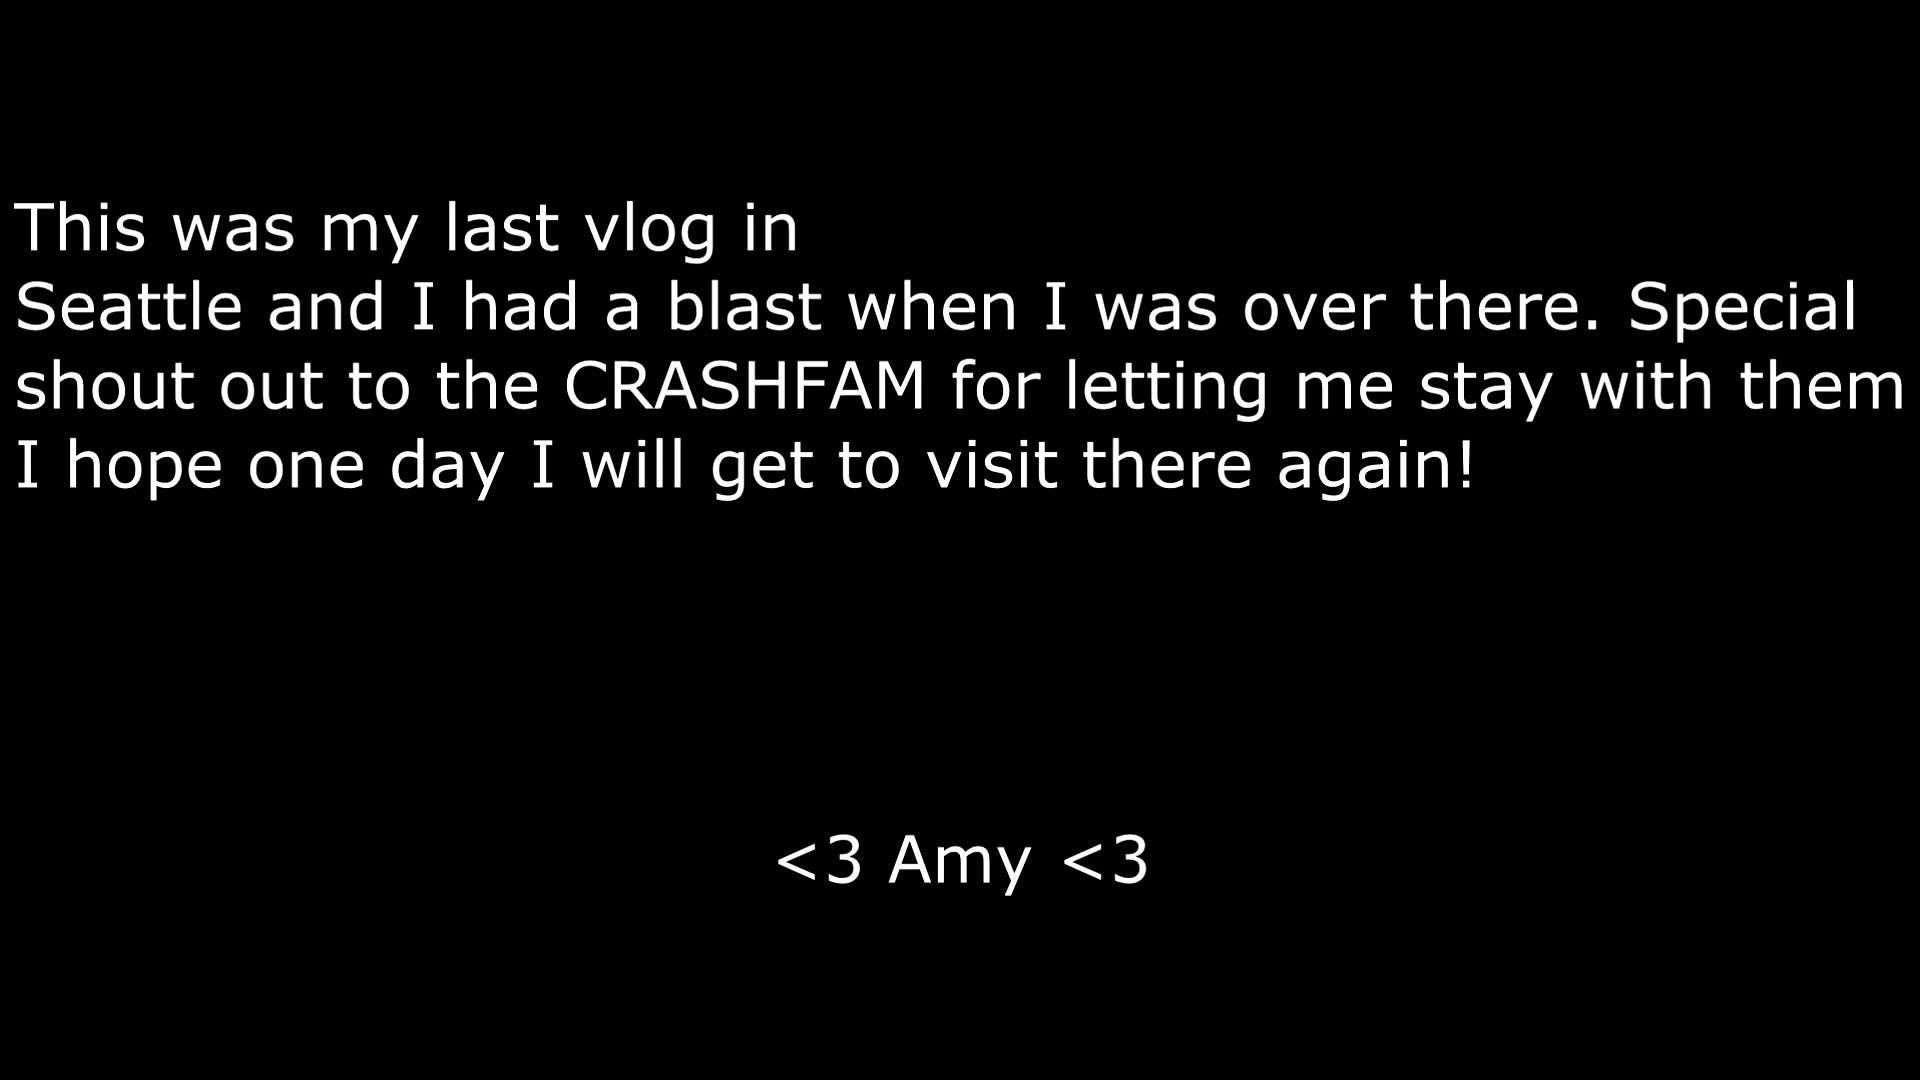 This was my last vlog in
Seattle and I had a blast when I was over there. Special
shout out to the CRASHFAM for letting me stay with them
I hope one day I will get to visit there again!
<3 Amy <3